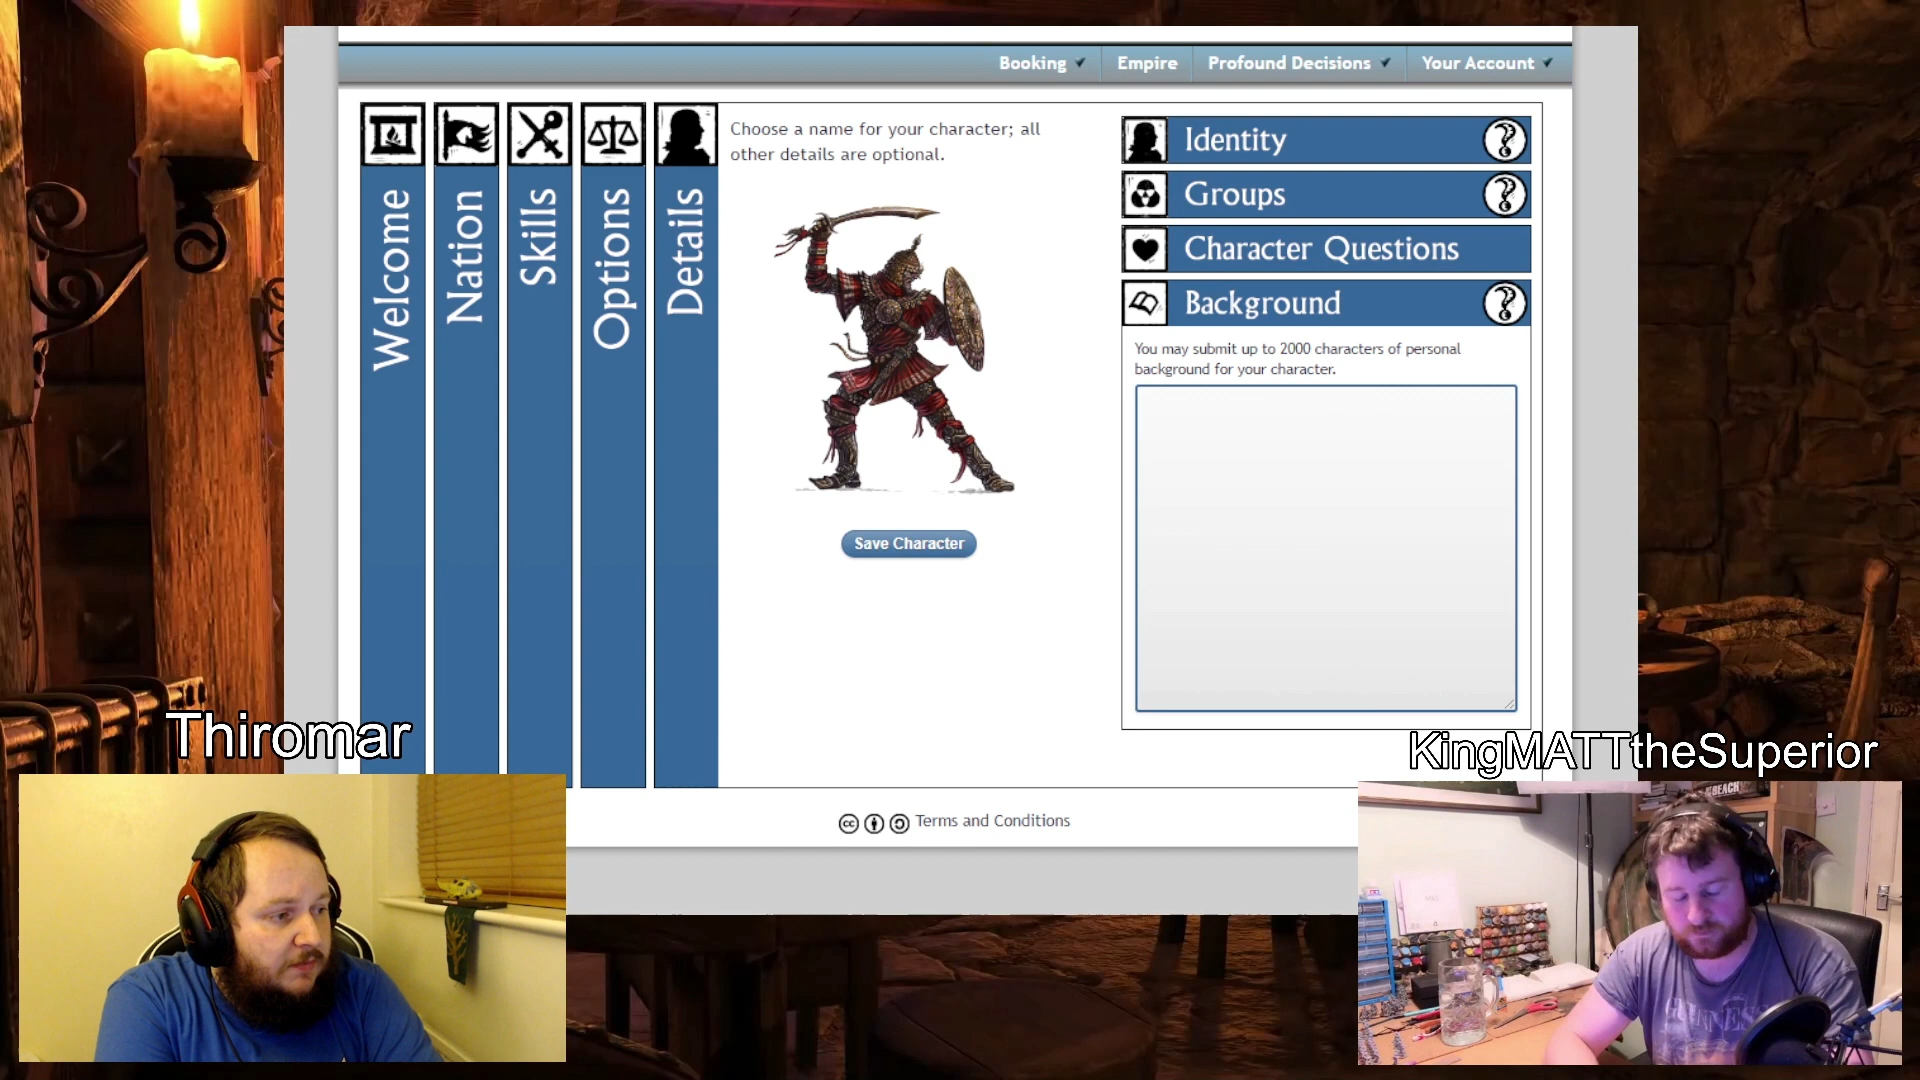 Booking
Empire
Profound Decisions
Your Account
Welcome
Nation
Skills
Options
Details
Choose a name for your character; all
other details are optional.
Save Character
Identity
Groups
Character Questions
Background
You may submit up to 2000 characters of personal
background for your character.
Thiromar
KingMATTtheSuperior
Terms and Conditions
BEACH
GUINNESS